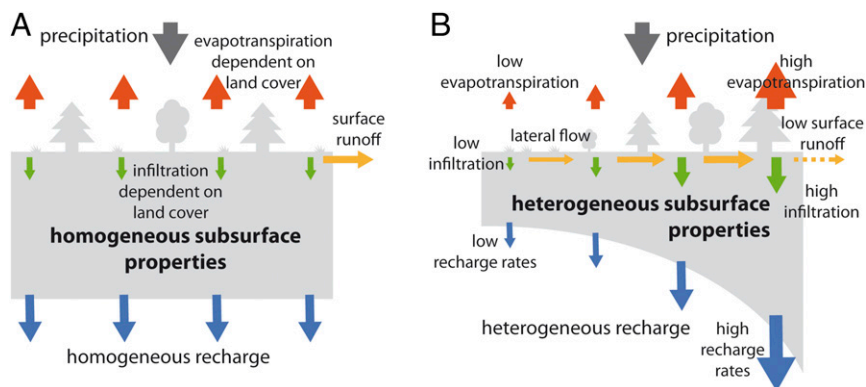 A
precipitation
evapotranspiration
dependent on
land cover
surface
runoff
infiltration
dependent on
land cover
homogeneous subsurface
properties
homogeneous recharge
B
precipitation
low
evapotranspiration
high
evapotranspiration
low
infiltration
lateral flow
low surface
runoff
high
infiltration
heterogeneous subsurface
properties
low
recharge rates
heterogeneous recharge
high
recharge
rates